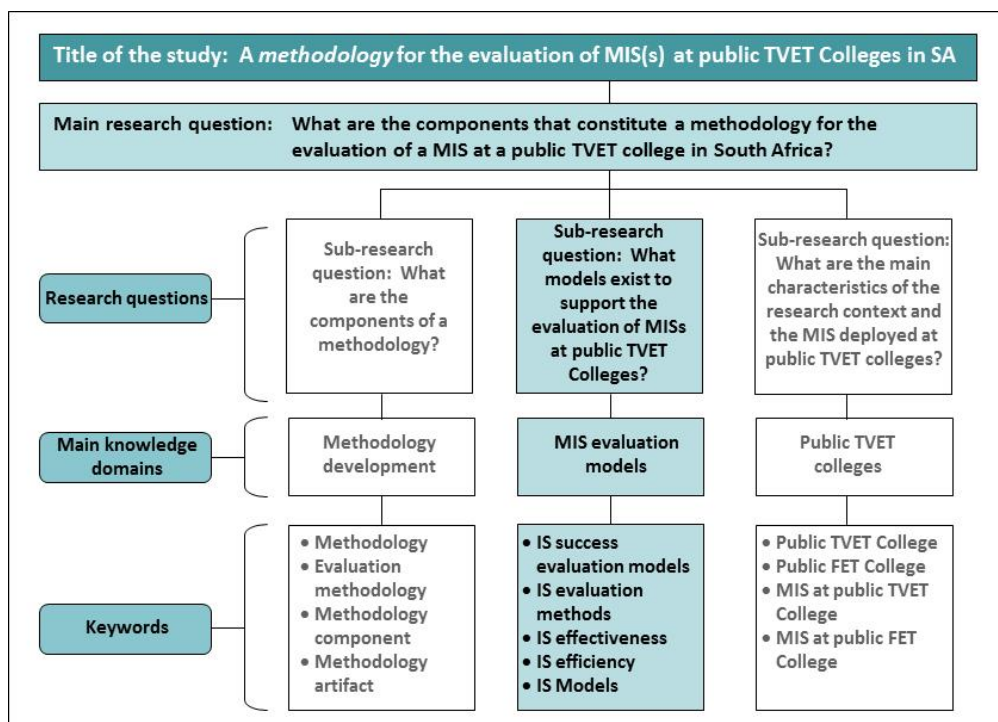 Title of the study: A methodology for the evaluation of MIS(s) at public TVET Colleges in SA
Main research question: What are the components that constitute a methodology for the
evaluation of a MIS at a public TVET college in South Africa?
Research questions
Sub-research
question: What
are the
components of a
methodology?
Sub-research
question: What
models exist to
support the
evaluation of MISs
at public TVET
Colleges?
Sub-research question:
What are the main
characteristics of the
research context and
the MIS deployed at
public TVET colleges?
Main knowledge
domains
Methodology
development
MIS evaluation
models
Public TVET
colleges
Keywords
• Methodology
• Evaluation
methodology
• Methodology
component
• Methodology
artifact
• IS success
evaluation models
• IS evaluation
methods
• IS effectiveness
• IS efficiency
• IS Models
• Public TVET College
• Public FET College
• MIS at public TVET
College
• MIS at public FET
College